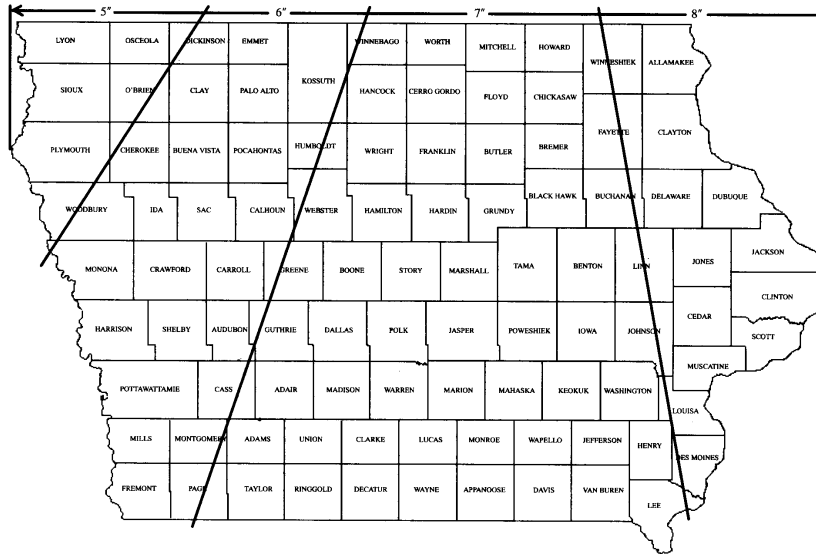 5" 6" 7" 8"
LYON OSCEOLA DICKINSON EMMET WINNEBAGO WORTH MITCHELL HOWARD WINNESHIEK ALLAMAKEE
KOSSUTH
SIOUX O'BRIEN CLAY PALO ALTO HANCOCK CERRO GORDO FLOYD CHICKASAW
PLYMOUTH CHEROKEE BUENA VISTA POCAHONTAS HUMBOLDT WRIGHT FRANKLIN BUTLER BREMER FAYETTE CLAYTON
WOODBURY IDA SAC CALHOUN WEBSTER HAMILTON HARDIN GRUNDY BLACK HAWK BUCHANAN DELAWARE DUBUQUE
MONONA CRAWFORD CARROLL GREENE BOONE STORY MARSHALL TAMA BENTON LINN JONES JACKSON
CLINTON
HARRISON SHELBY AUDUBON GUTHRIE DALLAS POLK JASPER POWESHIEK IOWA JOHNSON CEDAR SCOTT
MUSCATINE
POTTAWATTAMIE CASS ADAIR MADISON WARREN MARION MAHASKA KEOKUK WASHINGTON
LOUISA
MILLS MONTGOMERY ADAMS UNION CLARKE LUCAS MONROE WAPELLO JEFFERSON HENRY DES MOINES
FREMONT PAGE TAYLOR RINGGOLD DECATUR WAYNE APPANOOSE DAVIS VAN BUREN LEE